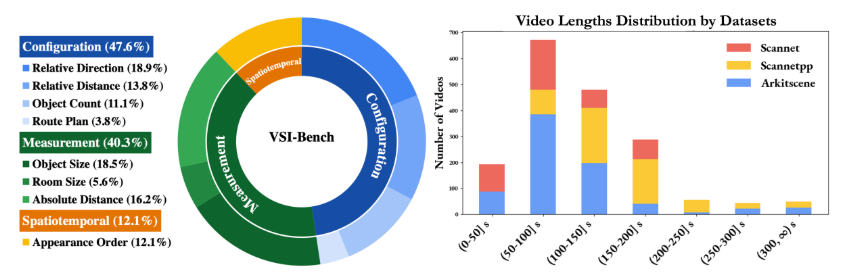 Configuration (47.6%)
Relative Direction (18.9%)
Relative Distance (13.8%)
Object Count (11.1%)
Route Plan (3.8%)
Measurement (40.3%)
Object Size (18.5%)
Room Size (5.6%)
Absolute Distance (16.2%)
Spatiotemporal (12.1%)
Appearance Order (12.1%)
Spatiotemporal
Configuration
Measurement
VSI-Bench
Video Lengths Distribution by Datasets
Number of Videos
700
600
500
400
300
200
100
0
Scannet
Scannetpp
Arkitscene
(0-50] s
(50-100] s
(100-150] s
(150-200] s
(200-250] s
(250-300] s
(300, ∞) s